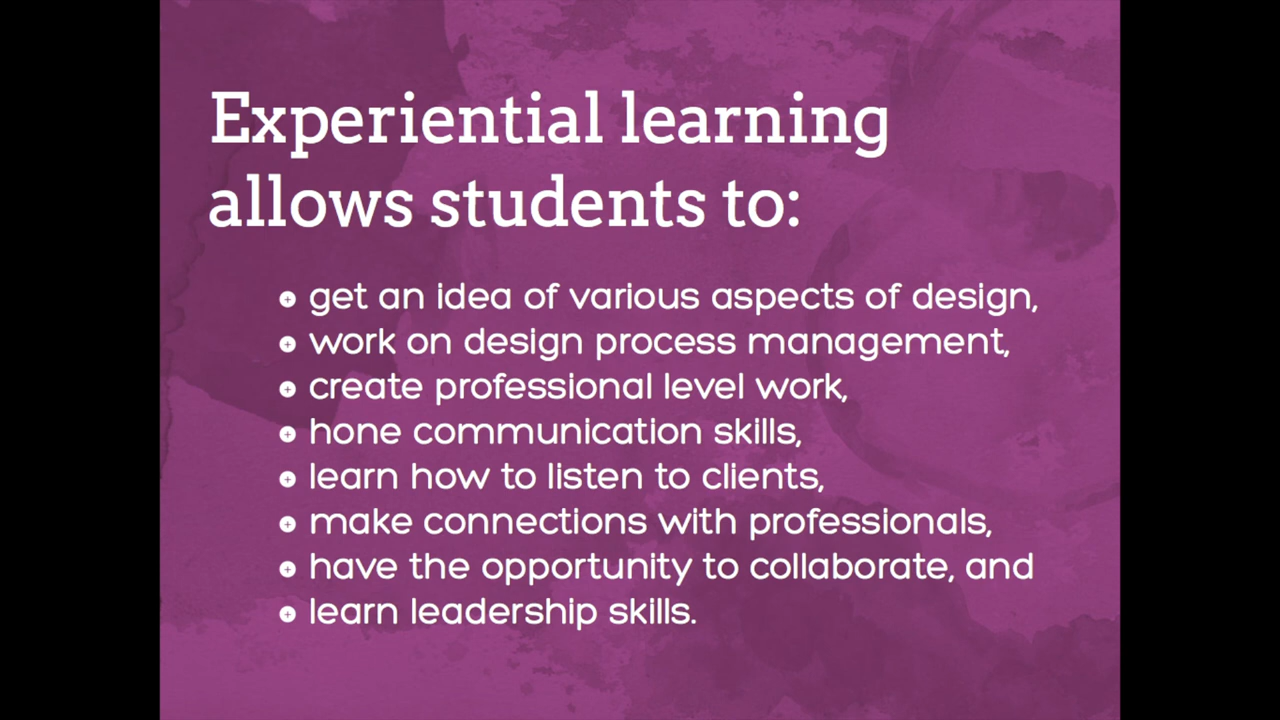 Experiential learning
allows students to:
get an idea of various aspects of design,
work on design process management,
create professional level work,
hone communication skills,
learn how to listen to clients,
make connections with professionals,
have the opportunity to collaborate, and
learn leadership skills.